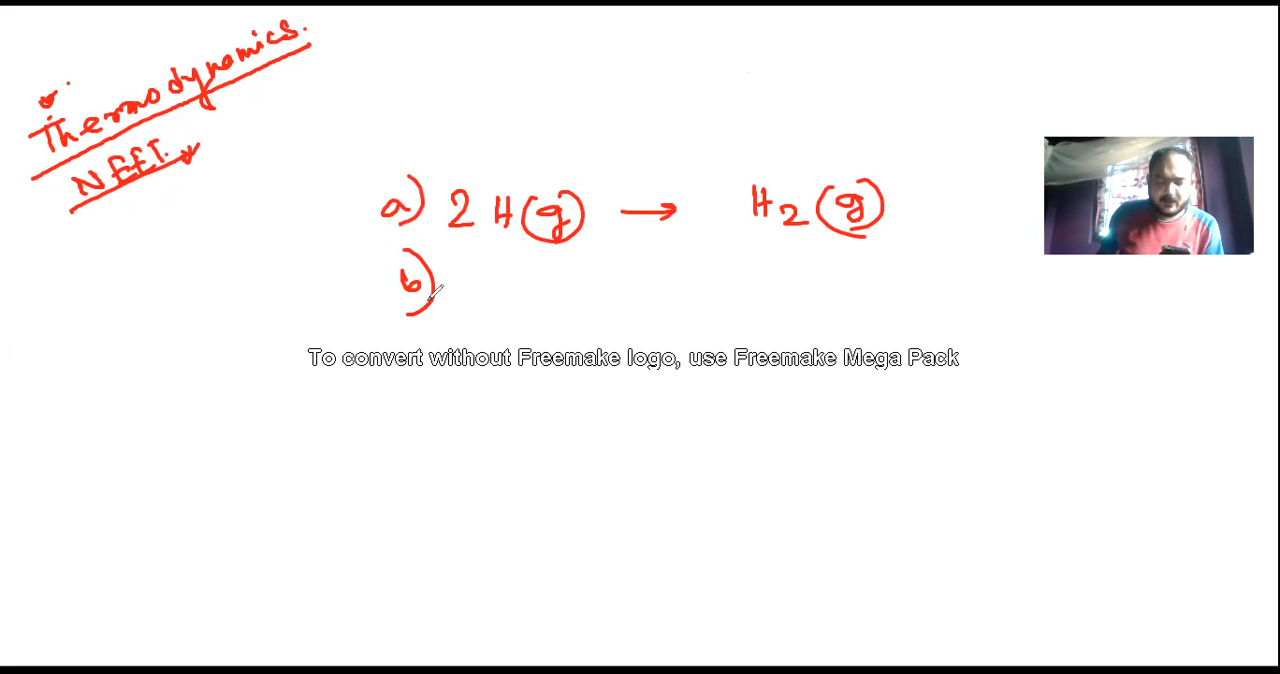 Thermodynamics.
NEET.
a) 2 H(g) → H2(g)
b)
To convert without Freemake logo, use Freemake Mega Pack